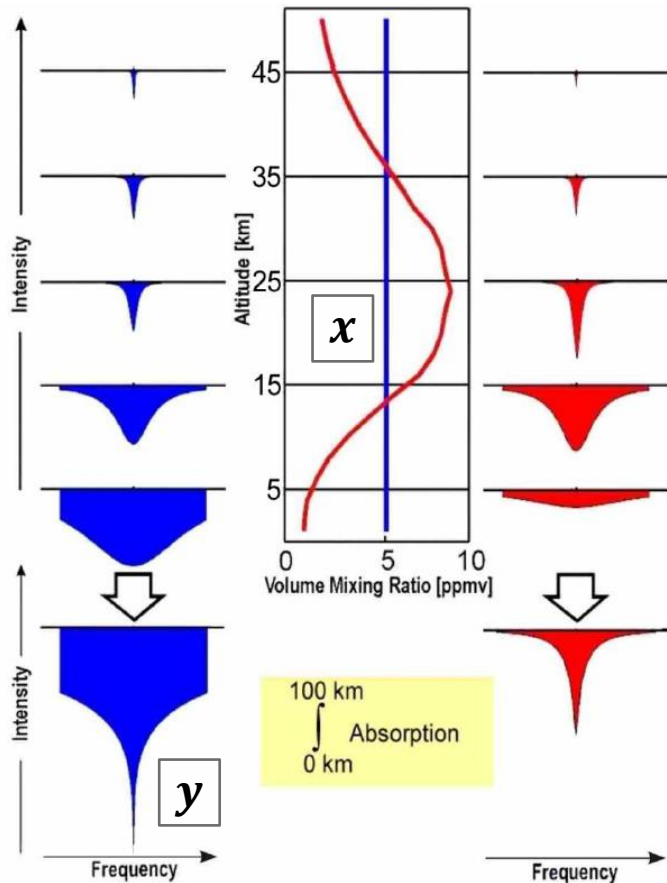 Intensity
Altitude [km]
45
35
25
15
5
x
0 5 10
Volume Mixing Ratio [ppmv]
Intensity
y
Frequency
100 km
∫ Absorption
0 km
Frequency